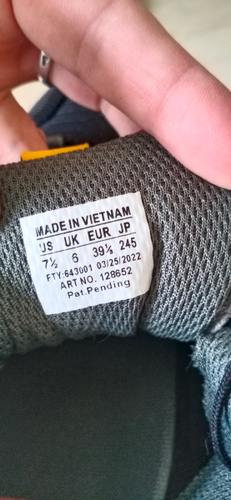 MADE IN VIETNAM
US UK EUR JP
7½ 6 39⅓ 245
FTY:643001 03/25/2022
ART NO. 128652
Pat.Pending